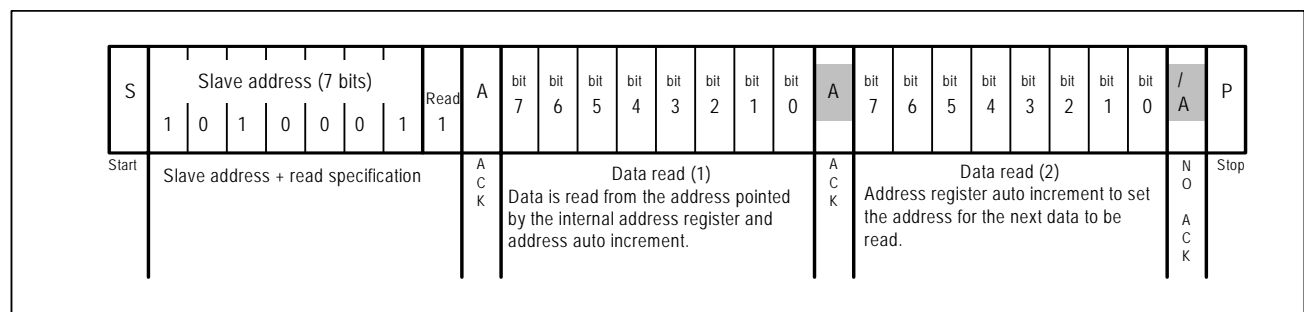 S Slave address (7 bits) Read A bit bit bit bit bit bit bit bit A bit bit bit bit bit bit bit bit / P
1 0 1 0 0 0 1 1 7 6 5 4 3 2 1 0 7 6 5 4 3 2 1 0 A
Start Slave address + read specification ACK Data read (1) ACK Data read (2) NO ACK Stop
Data is read from the address pointed
by the internal address register and
address auto increment.
Address register auto increment to set
the address for the next data to be
read.